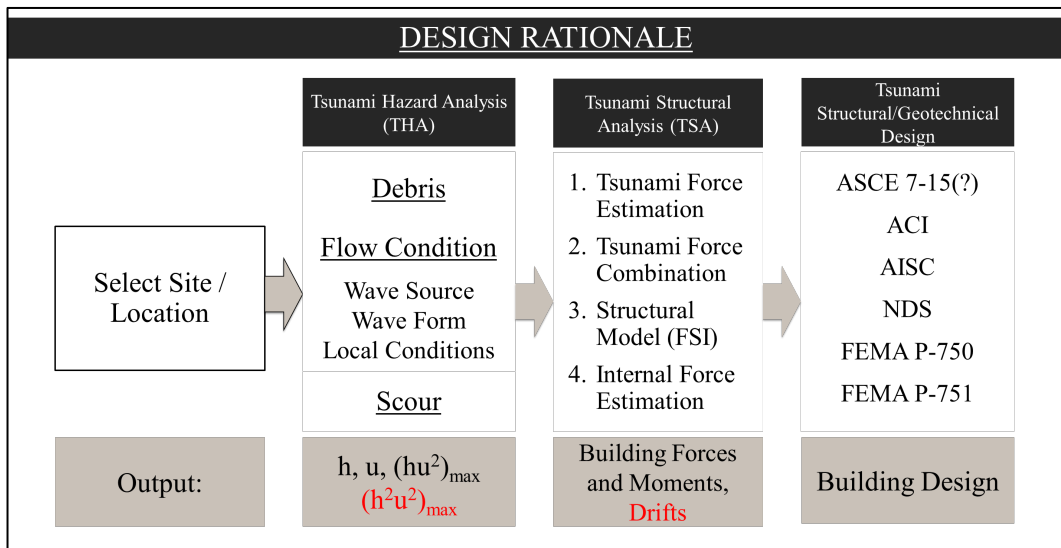 DESIGN RATIONALE
Select Site /
Location
Tsunami Hazard Analysis
(THA)
Debris
Flow Condition
Wave Source
Wave Form
Local Conditions
Scour
Tsunami Structural
Analysis (TSA)
1. Tsunami Force
Estimation
2. Tsunami Force
Combination
3. Structural
Model (FSI)
4. Internal Force
Estimation
Tsunami
Structural/Geotechnical
Design
ASCE 7-15(?)
ACI
AISC
NDS
FEMA P-750
FEMA P-751
Output:
h, u, (hu²)max
(h²u²)max
Building Forces
and Moments,
Drifts
Building Design